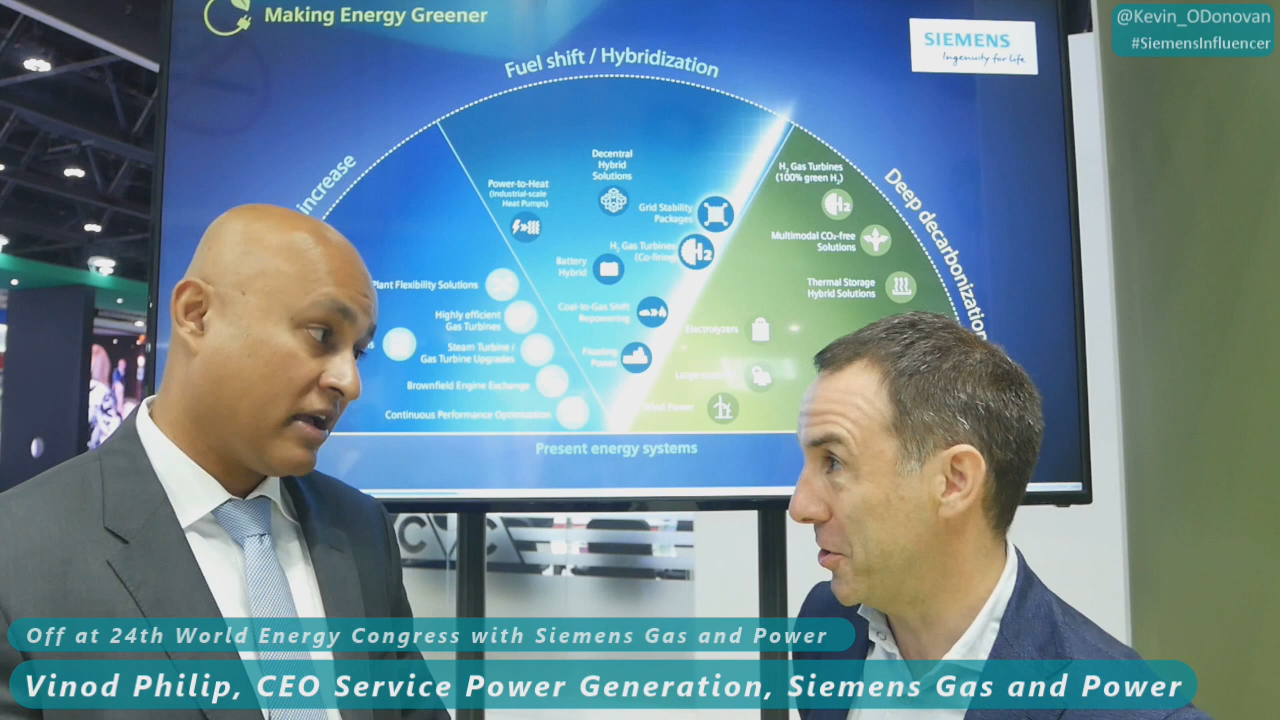 Making Energy Greener
@Kevin_ODonovan
#SiemensInfluencer
SIEMENS
Ingenuity for life
Fuel shift / Hybridization
increase
Deep decarbonization
Decentral
Hybrid
Solutions
H₂ Gas Turbines
(100% green H₂)
Power-to-Heat
(Industrial-scale
Heat Pumps)
Grid Stability
Packages
H2
Multimodal CO₂-free
Solutions
H₂ Gas Turbines
(Co-firing)
H2
Battery
Hybrid
Plant Flexibility Solutions
Thermal Storage
Hybrid Solutions
Highly efficient
Gas Turbines
Coal-to-Gas Shift
Repowering
Electrolyzers
Steam Turbine /
Gas Turbine Upgrades
Floating
Power
Brownfield Engine Exchange
Continuous Performance Optimization
Wind Power
Present energy systems
Off at 24th World Energy Congress with Siemens Gas and Power
Vinod Philip, CEO Service Power Generation, Siemens Gas and Power